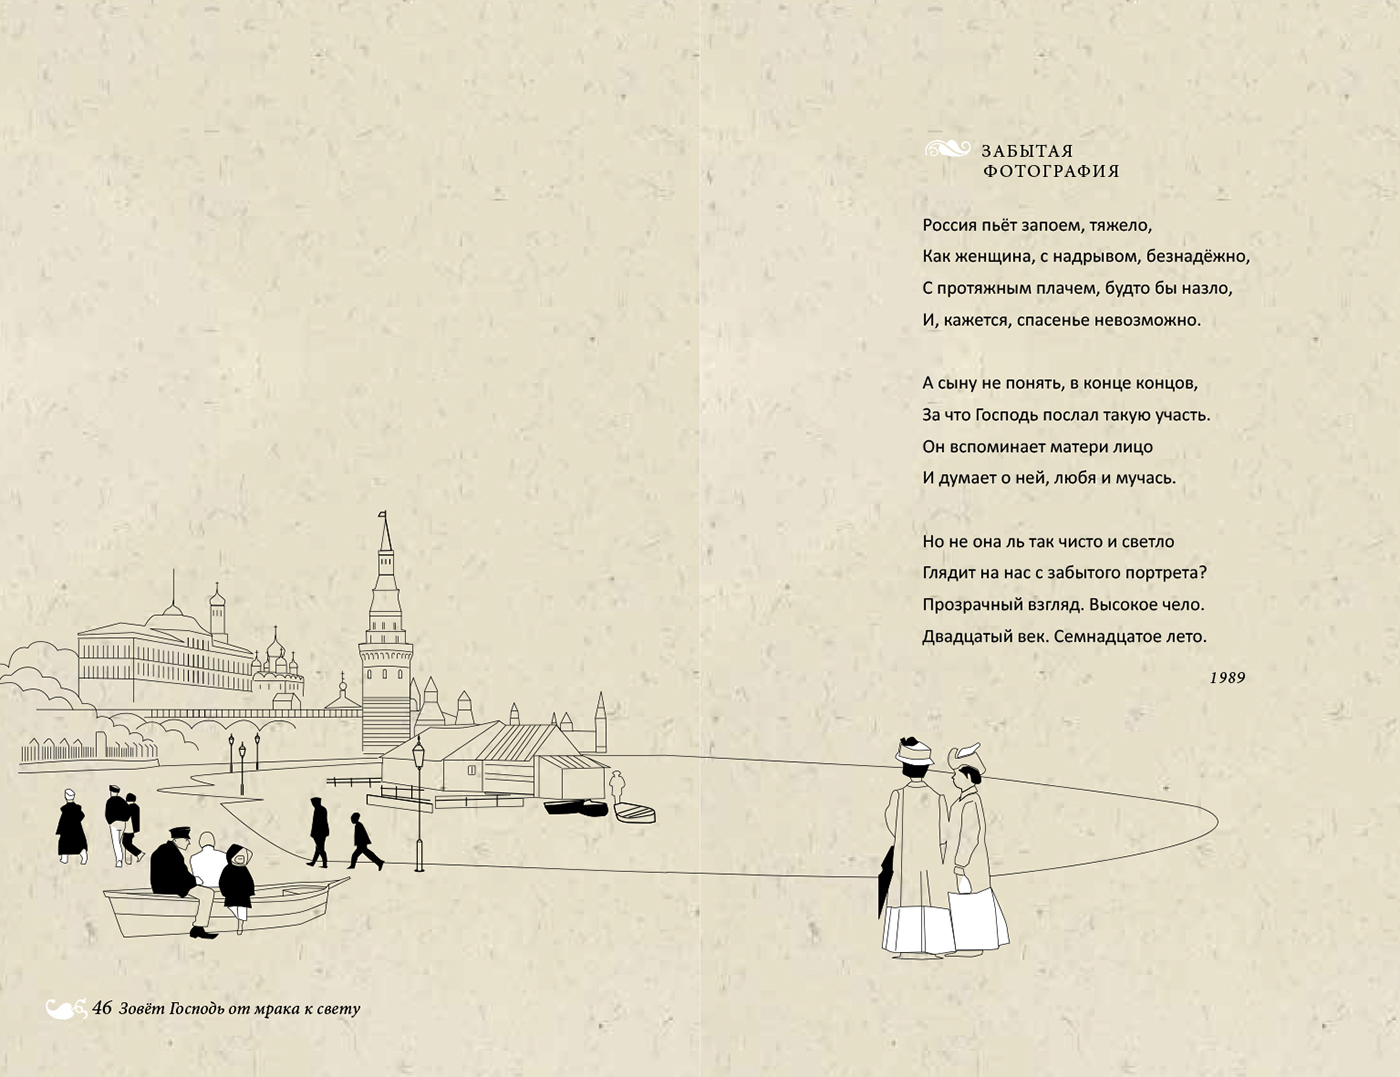 ЗАБЫТАЯ
ФОТОГРАФИЯ
Россия пьёт запоем, тяжело,
Как женщина, с надрывом, безнадёжно,
С протяжным плачем, будто бы назло,
И, кажется, спасенье невозможно.
А сыну не понять, в конце концов,
За что Господь послал такую участь.
Он вспоминает матери лицо
И думает о ней, любя и мучась.
Но не она ль так чисто и светло
Глядит на нас с забытого портрета?
Прозрачный взгляд. Высокое чело.
Двадцатый век. Семнадцатое лето.
1989
46 Зовёт Господь от мрака к свету